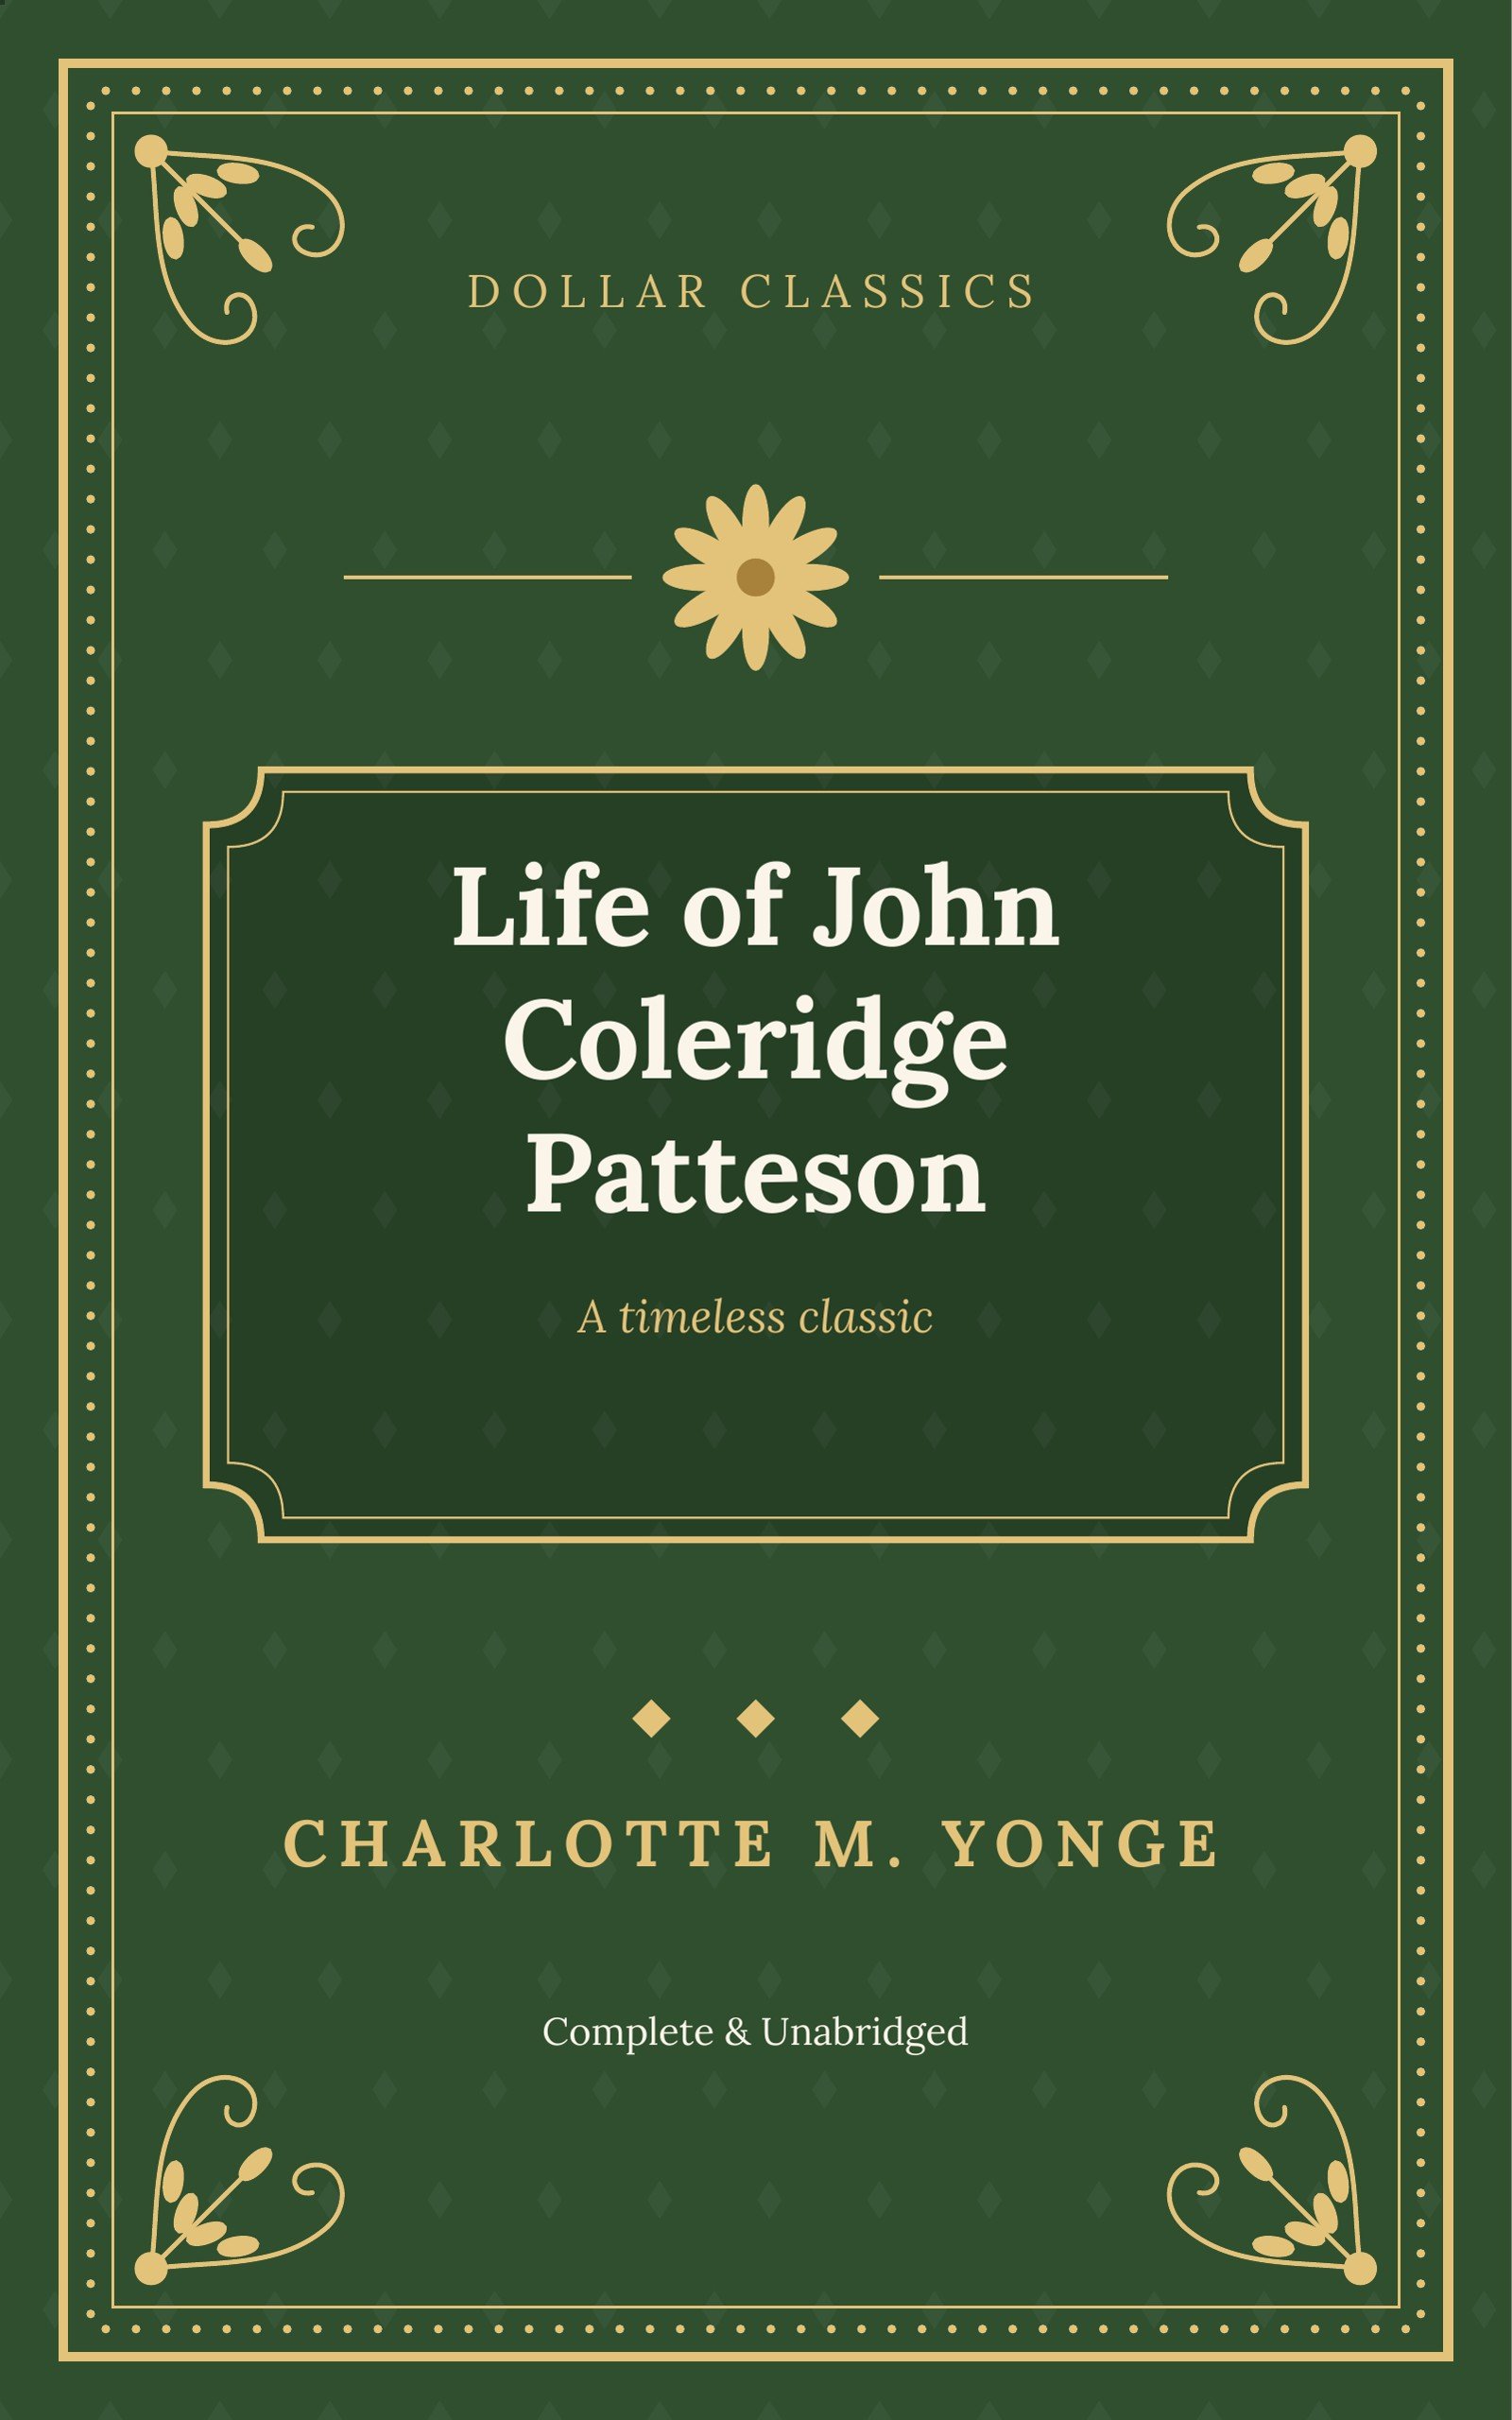 DOLLAR CLASSICS
Life of John
Coleridge
Patteson
A timeless classic
CHARLOTTE M. YONGE
Complete & Unabridged